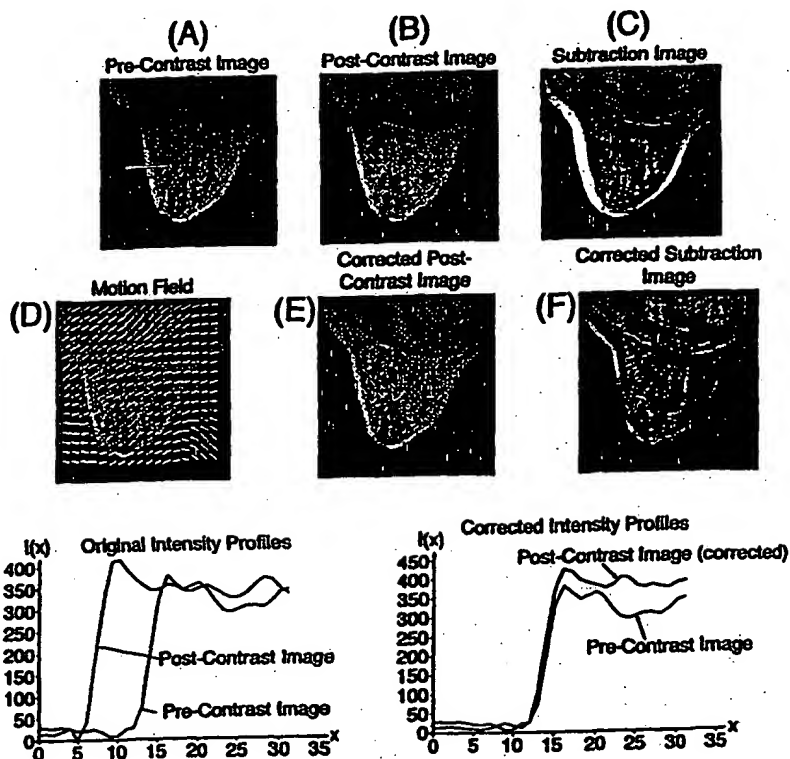 (A) (B) (C)
Pre-Contrast Image Post-Contrast Image Subtraction Image
(D) Motion Field
(E) Corrected Post-
Contrast Image
(F) Corrected Subtraction
Image
I(x) Original Intensity Profiles
400
350
300
250
200
150
100
50
0
Post-Contrast Image
Pre-Contrast Image
0 5 10 15 20 25 30 35 x
I(x) Corrected Intensity Profiles
450
400
350
300
250
200
150
100
50
0
Post-Contrast Image (corrected)
Pre-Contrast Image
0 5 10 15 20 25 30 35 x